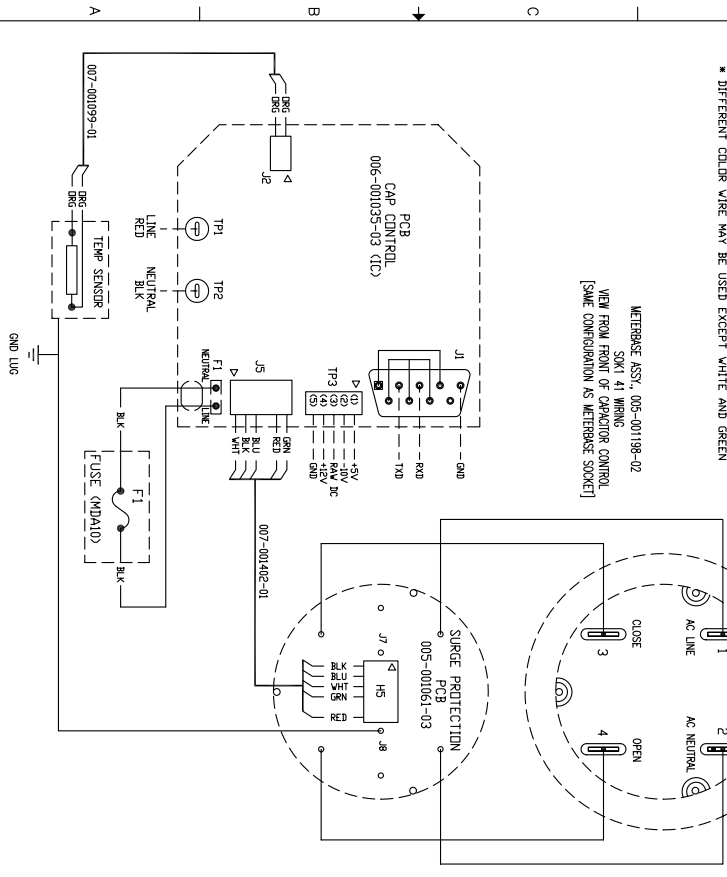 A
B
C
* DIFFERENT COLOR WIRE MAY BE USED EXCEPT WHITE AND GREEN
METERBASE ASSY., 005-001198-02
SOK1 41 WIRING
VIEW FROM FRONT OF CAPACITOR CONTROL
[SAME CONFIGURATION AS METERBASE SOCKET]
007-001099-01
ORG
ORG
J2
ORG
ORG
TEMP SENSOR
GND LUG
PCB
CAP CONTROL
006-001035-03 (IC)
TP1
LINE
RED
TP2
NEUTRAL
BLK
J1
GND
RXD
TXD
TP3
(1)
(2)
(3)
(4)
(5)
+5V
-10V
RAW DC
+12V
GND
J5
GRN
RED
BLU
BLK
WHT
F1
NEUTRAL
LINE
007-001402-01
BLK
F1
FUSE (MDA10)
BLK
SURGE PROTECTION
PCB
005-001061-03
J7
H5
J8
BLK
BLU
WHT
GRN
RED
AC LINE
1
CLOSE
3
AC NEUTRAL
2
OPEN
4